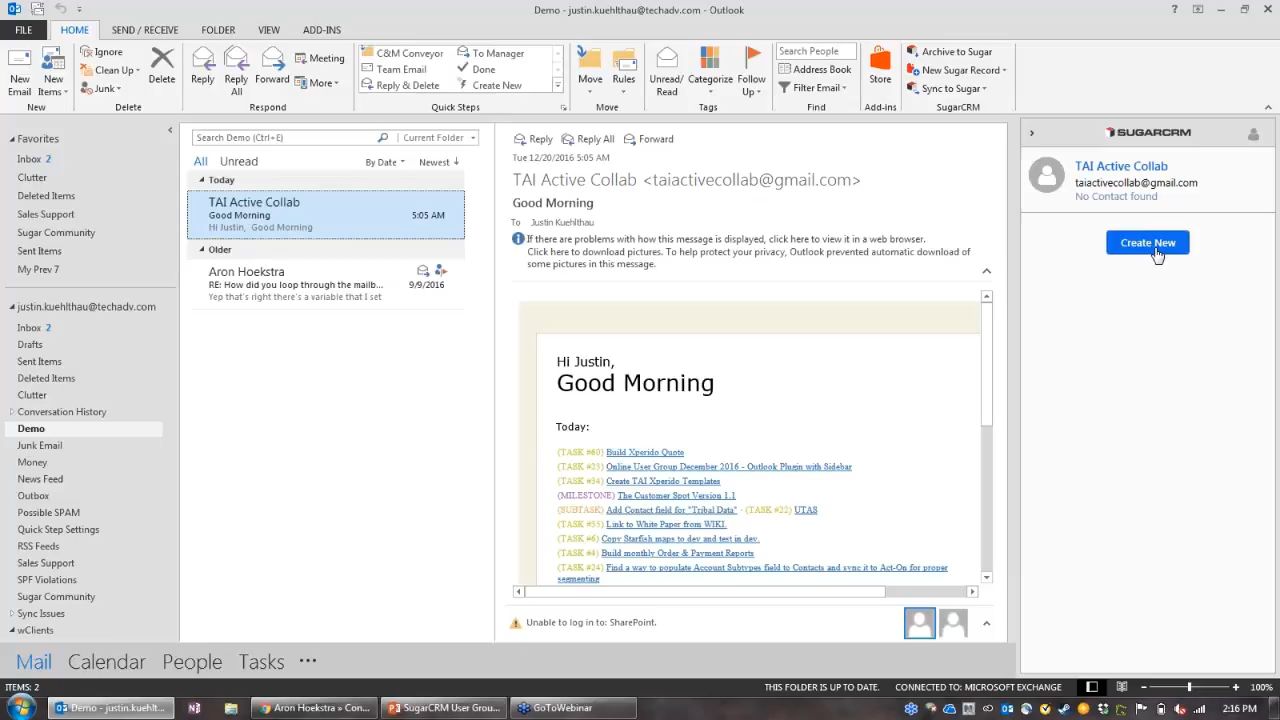 Demo - justin.kuehlthau@techadv.com - Outlook
FILE HOME SEND / RECEIVE FOLDER VIEW ADD-INS
New Email
New Items
New
Ignore
Clean Up
Junk
Delete
Delete
Reply
Reply All
Forward
Meeting
More
Respond
C&M Conveyor
Team Email
Reply & Delete
To Manager
Done
Create New
Quick Steps
Move
Rules
Move
Unread/ Read
Categorize
Follow Up
Tags
Search People
Address Book
Filter Email
Find
Store
Add-ins
Archive to Sugar
New Sugar Record
Sync to Sugar
SugarCRM
Favorites
Inbox 2
Clutter
Deleted Items
Sales Support
Sugar Community
Sent Items
My Prev 7
justin.kuehlthau@techadv.com
Inbox 2
Drafts
Sent Items
Deleted Items
Clutter
Conversation History
Demo
Junk Email
Money
News Feed
Outbox
Possible SPAM
Quick Step Settings
RSS Feeds
Sales Support
SPF Violations
Sugar Community
Sync Issues
wClients
Search Demo (Ctrl+E)
Current Folder
All Unread
By Date Newest
Today
TAI Active Collab
Good Morning 5:05 AM
Hi Justin, Good Morning
Older
Aron Hoekstra
RE: How did you loop through the mailb... 9/9/2016
Yep that's right there's a variable that I set
Reply Reply All Forward
Tue 12/20/2016 5:05 AM
TAI Active Collab <taiactivecollab@gmail.com>
Good Morning
To Justin Kuehlthau
If there are problems with how this message is displayed, click here to view it in a web browser.
Click here to download pictures. To help protect your privacy, Outlook prevented automatic download of
some pictures in this message.
Hi Justin,
Good Morning
Today:
(TASK #60) Build Xperido Quote
(TASK #23) Online User Group December 2016 - Outlook Plugin with Sidebar
(TASK #34) Create TAI Xperido Templates
(MILESTONE) The Customer Spot Version 1.1
(SUBTASK) Add Contact field for "Tribal Data" · (TASK #22) UTAS
(TASK #35) Link to White Paper from WIKI.
(TASK #6) Copy Starfish maps to dev and test in dev.
(TASK #4) Build monthly Order & Payment Reports
(TASK #24) Find a way to populate Account Subtypes field to Contacts and sync it to Act-On for proper
segmenting
Unable to log in to: SharePoint.
SUGARCRM
TAI Active Collab
taiactivecollab@gmail.com
No Contact found
Create New
Mail Calendar People Tasks ...
ITEMS: 2
THIS FOLDER IS UP TO DATE. CONNECTED TO: MICROSOFT EXCHANGE
100%
Demo - justin.kuehlt...
Aron Hoekstra » Con...
SugarCRM User Grou...
GoToWebinar
2:16 PM